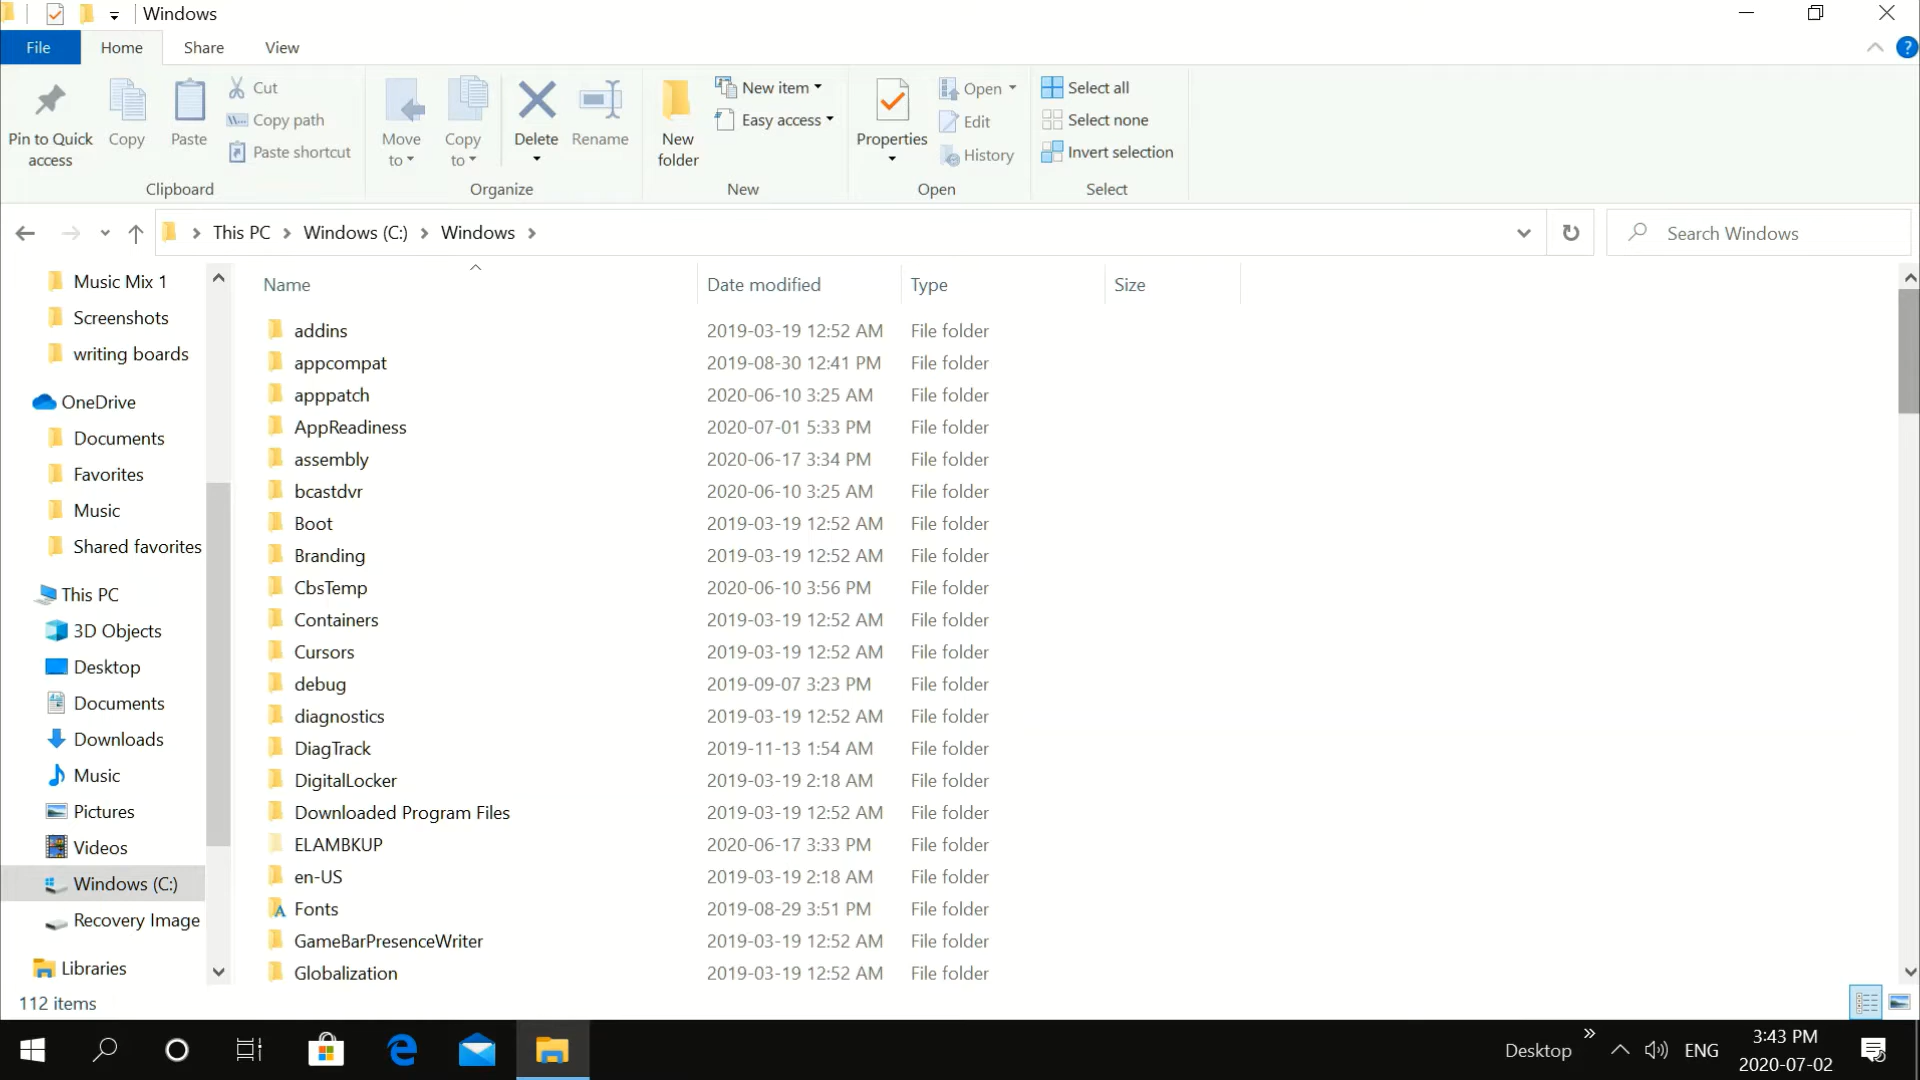 Windows
File Home Share View
Pin to Quick access
Copy
Paste
Cut
Copy path
Paste shortcut
Clipboard
Move to
Copy to
Delete
Rename
Organize
New folder
New item
Easy access
New
Properties
Open
Edit
History
Open
Select all
Select none
Invert selection
Select
This PC Windows (C:) Windows
Search Windows
Music Mix 1
Screenshots
writing boards
OneDrive
Documents
Favorites
Music
Shared favorites
This PC
3D Objects
Desktop
Documents
Downloads
Music
Pictures
Videos
Windows (C:)
Recovery Image
Libraries
Name Date modified Type Size
addins 2019-03-19 12:52 AM File folder
appcompat 2019-08-30 12:41 PM File folder
apppatch 2020-06-10 3:25 AM File folder
AppReadiness 2020-07-01 5:33 PM File folder
assembly 2020-06-17 3:34 PM File folder
bcastdvr 2020-06-10 3:25 AM File folder
Boot 2019-03-19 12:52 AM File folder
Branding 2019-03-19 12:52 AM File folder
CbsTemp 2020-06-10 3:56 PM File folder
Containers 2019-03-19 12:52 AM File folder
Cursors 2019-03-19 12:52 AM File folder
debug 2019-09-07 3:23 PM File folder
diagnostics 2019-03-19 12:52 AM File folder
DiagTrack 2019-11-13 1:54 AM File folder
DigitalLocker 2019-03-19 2:18 AM File folder
Downloaded Program Files 2019-03-19 12:52 AM File folder
ELAMBKUP 2020-06-17 3:33 PM File folder
en-US 2019-03-19 2:18 AM File folder
Fonts 2019-08-29 3:51 PM File folder
GameBarPresenceWriter 2019-03-19 12:52 AM File folder
Globalization 2019-03-19 12:52 AM File folder
112 items
Desktop
ENG
3:43 PM
2020-07-02